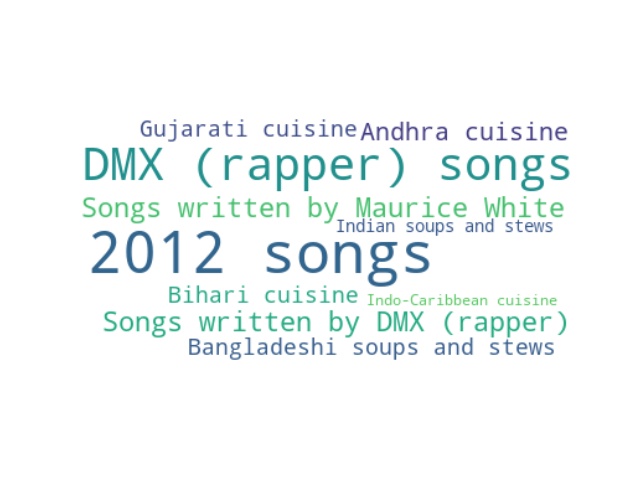 Gujarati cuisine
Andhra cuisine
DMX (rapper) songs
Songs written by Maurice White
Indian soups and stews
2012 songs
Bihari cuisine
Indo-Caribbean cuisine
Songs written by DMX (rapper)
Bangladeshi soups and stews